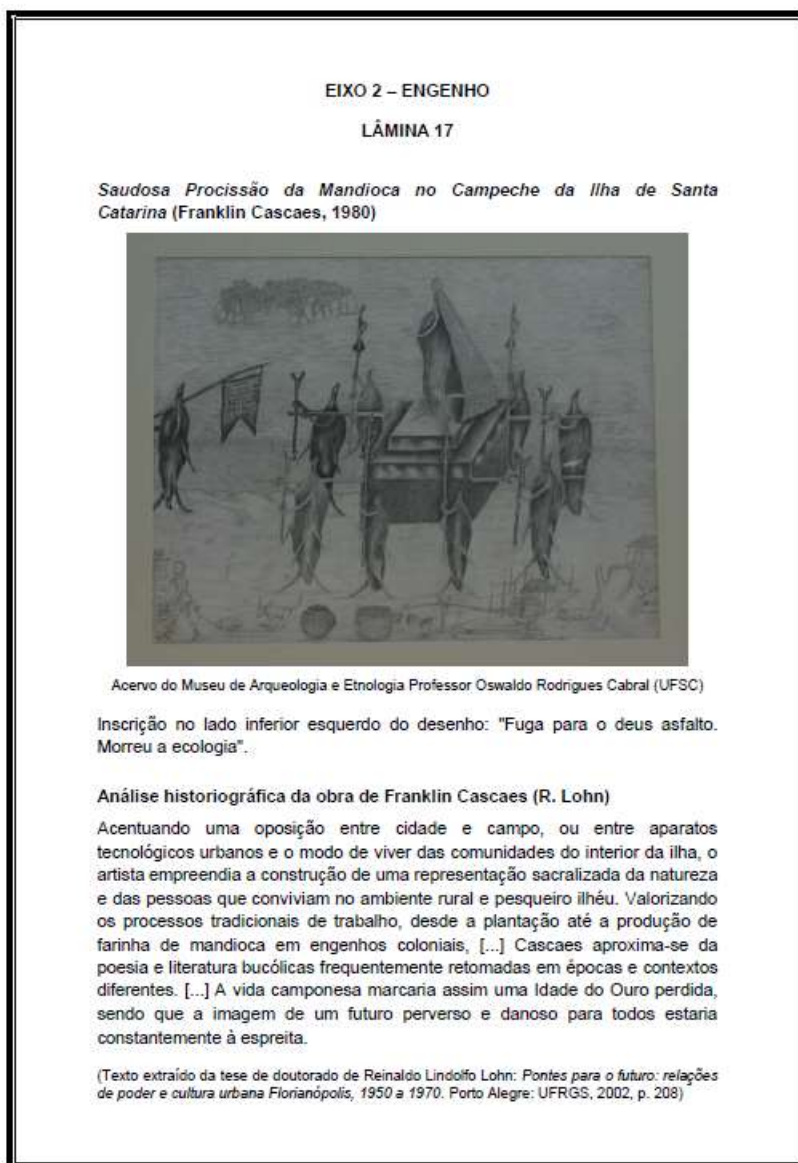 EIXO 2 – ENGENHO
LÂMINA 17
Saudosa Procissão da Mandioca no Campeche da Ilha de Santa
Catarina (Franklin Cascaes, 1980)
Acervo do Museu de Arqueologia e Etnologia Professor Oswaldo Rodrigues Cabral (UFSC)
Inscrição no lado inferior esquerdo do desenho: "Fuga para o deus asfalto.
Morreu a ecologia".
Análise historiográfica da obra de Franklin Cascaes (R. Lohn)
Acentuando uma oposição entre cidade e campo, ou entre aparatos
tecnológicos urbanos e o modo de viver das comunidades do interior da ilha, o
artista empreendia a construção de uma representação sacralizada da natureza
e das pessoas que conviviam no ambiente rural e pesqueiro ilhéu. Valorizando
os processos tradicionais de trabalho, desde a plantação até a produção de
farinha de mandioca em engenhos coloniais, [...] Cascaes aproxima-se da
poesia e literatura bucólicas frequentemente retomadas em épocas e contextos
diferentes. [...] A vida camponesa marcaria assim uma Idade do Ouro perdida,
sendo que a imagem de um futuro perverso e danoso para todos estaria
constantemente à espreita.
(Texto extraído da tese de doutorado de Reinaldo Lindolfo Lohn: Pontes para o futuro: relações
de poder e cultura urbana Florianópolis, 1950 a 1970. Porto Alegre: UFRGS, 2002, p. 208)